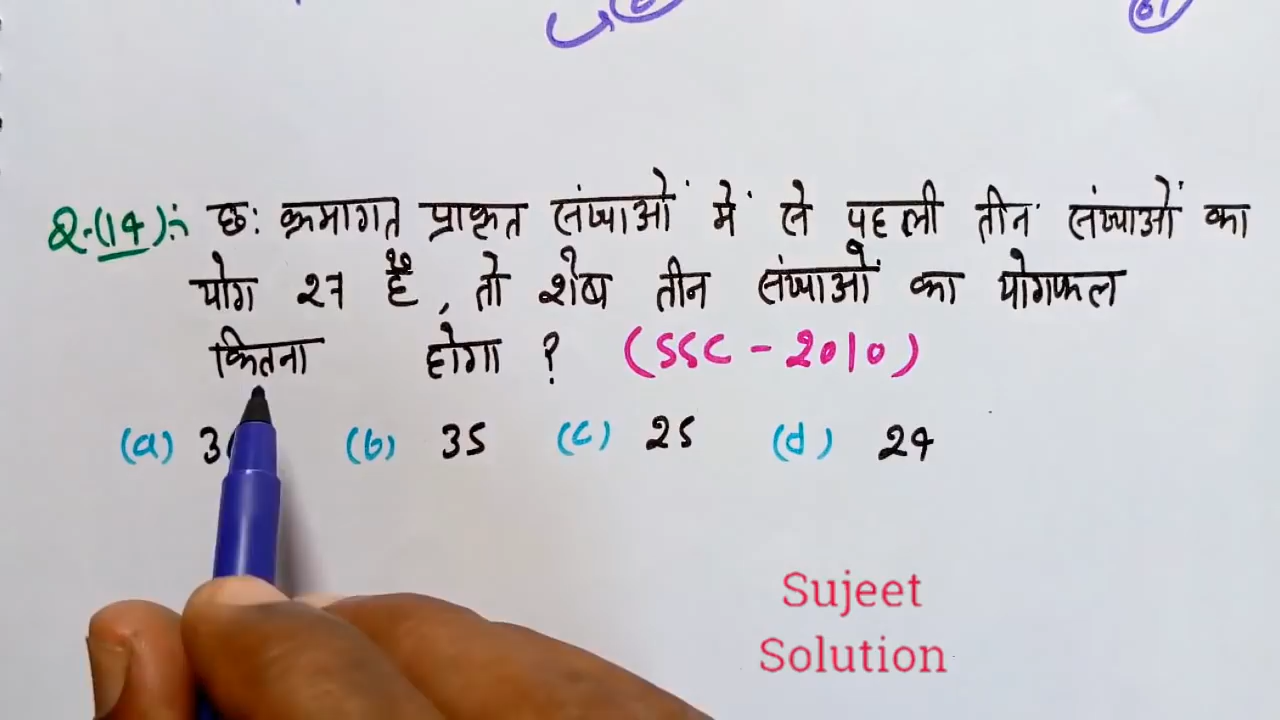 Q.(14):- छः क्रमागत प्राकृत संख्याओं में से पहली तीन संख्याओं का
योग 27 है, तो शेष तीन संख्याओं का योगफल
कितना होगा ? (SSC - 2010)
(a) (b) 35 (c) 25 (d) 24
Sujeet
Solution